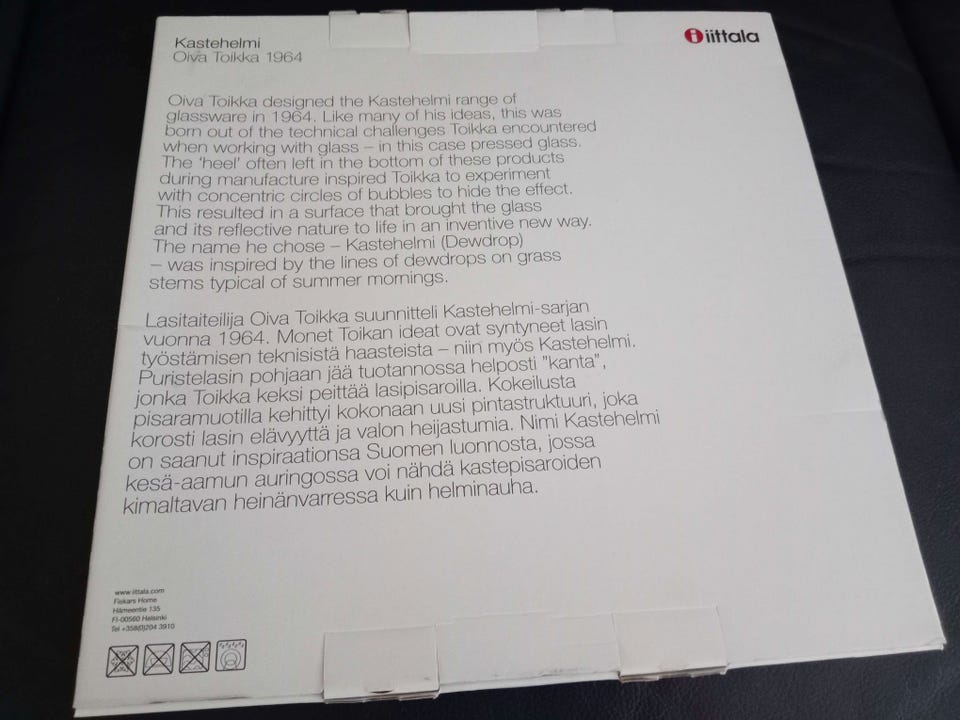 Kastehelmi
Oiva Toikka 1964
iittala
Oiva Toikka designed the Kastehelmi range of
glassware in 1964. Like many of his ideas, this was
born out of the technical challenges Toikka encountered
when working with glass – in this case pressed glass.
The 'heel' often left in the bottom of these products
during manufacture inspired Toikka to experiment
with concentric circles of bubbles to hide the effect.
This resulted in a surface that brought the glass
and its reflective nature to life in an inventive new way.
The name he chose – Kastehelmi (Dewdrop)
– was inspired by the lines of dewdrops on grass
stems typical of summer mornings.
Lasitaiteilija Oiva Toikka suunnitteli Kastehelmi-sarjan
vuonna 1964. Monet Toikan ideat ovat syntyneet lasin
työstämisen teknisistä haasteista – niin myös Kastehelmi.
Puristelasin pohjaan jää tuotannossa helposti "kanta",
jonka Toikka keksi peittää lasipisaroilla. Kokeilusta
pisaramuotilla kehittyi kokonaan uusi pintastruktuuri, joka
korosti lasin elävyyttä ja valon heijastumia. Nimi Kastehelmi
on saanut inspiraationsa Suomen luonnosta, jossa
kesä-aamun auringossa voi nähdä kastepisaroiden
kimaltavan heinänvarressa kuin helminauha.
www.iittala.com
Fiskars Home
Hämeentie 135
FI-00560 Helsinki
Tel +358(0)204 3910